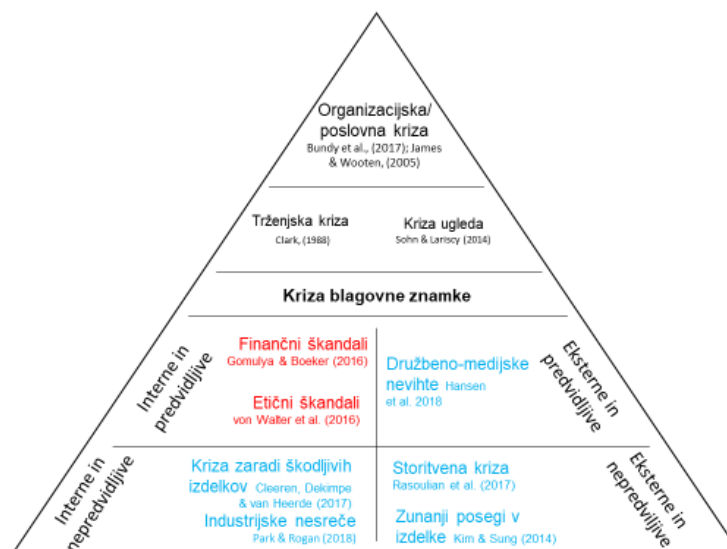 Organizacijska/
poslovna kriza
Bundy et al., (2017); James
& Wooten, (2005)
Trženjska kriza
Clark, (1988)
Kriza ugleda
Sohn & Lariscy (2014)
Kriza blagovne znamke
Interne in
predvidljive
Finančni škandali
Gomulya & Boeker (2016)
Etični škandali
von Walter et al. (2016)
Družbeno-medijske
nevihte Hansen
et al. 2018
Eksterne in
predvidljive
Interne in
nepredvidljive
Kriza zaradi škodljivih
izdelkov Cleeren, Dekimpe
& van Heerde (2017)
Industrijske nesreče
Park & Rogan (2018)
Storitvena kriza
Rasoulian et al. (2017)
Zunanji posegi v
izdelke Kim & Sung (2014)
Eksterne in
nepredviljive